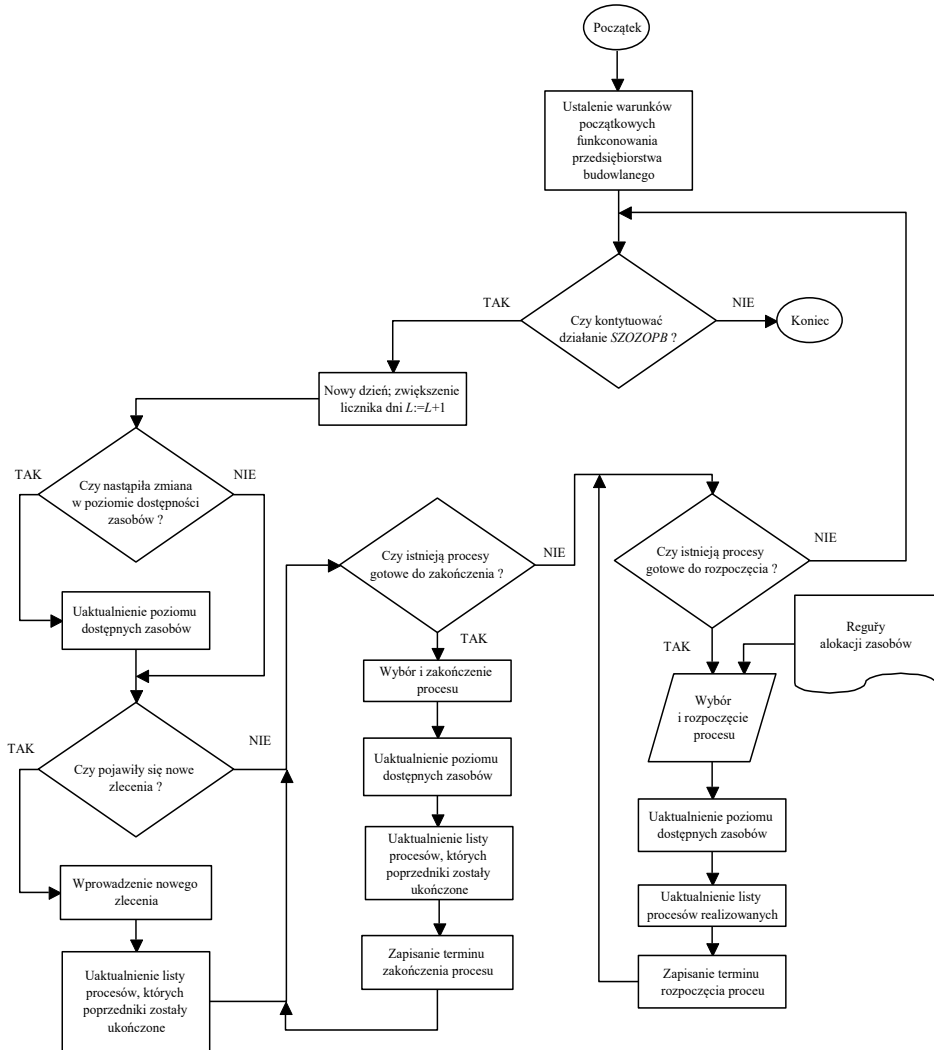 Początek
Ustalenie warunków
początkowych
funkconowania
przedsiębiorstwa
budowlanego
TAK
NIE
Czy kontytuować
działanie SZOZOPB ?
Koniec
Nowy dzień; zwiększenie
licznika dni L:=L+1
TAK
NIE
Czy nastąpiła zmiana
w poziomie dostępności
zasobów ?
Uaktualnienie poziomu
dostępnych zasobów
TAK
NIE
Czy pojawiły się nowe
zlecenia ?
Wprowadzenie nowego
zlecenia
Uaktualnienie listy
procesów, których
poprzedniki zostały
ukończone
Czy istnieją procesy
gotowe do zakończenia ?
NIE
TAK
Wybór i zakończenie
procesu
Uaktualnienie poziomu
dostępnych zasobów
Uaktualnienie listy
procesów, których
poprzedniki zostały
ukończone
Zapisanie terminu
zakończenia procesu
Czy istnieją procesy
gotowe do rozpoczęcia ?
NIE
TAK
Reguły
alokacji zasobów
Wybór
i rozpoczęcie
procesu
Uaktualnienie poziomu
dostępnych zasobów
Uaktualnienie listy
procesów realizowanych
Zapisanie terminu
rozpoczęcia proceu